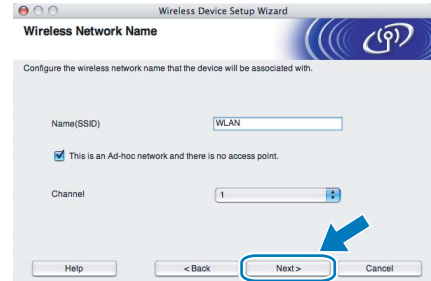 Wireless Device Setup Wizard
Wireless Network Name
Configure the wireless network name that the device will be associated with.
Name(SSID)
WLAN
This is an Ad-hoc network and there is no access point.
Channel
1
Help
< Back
Next >
Cancel